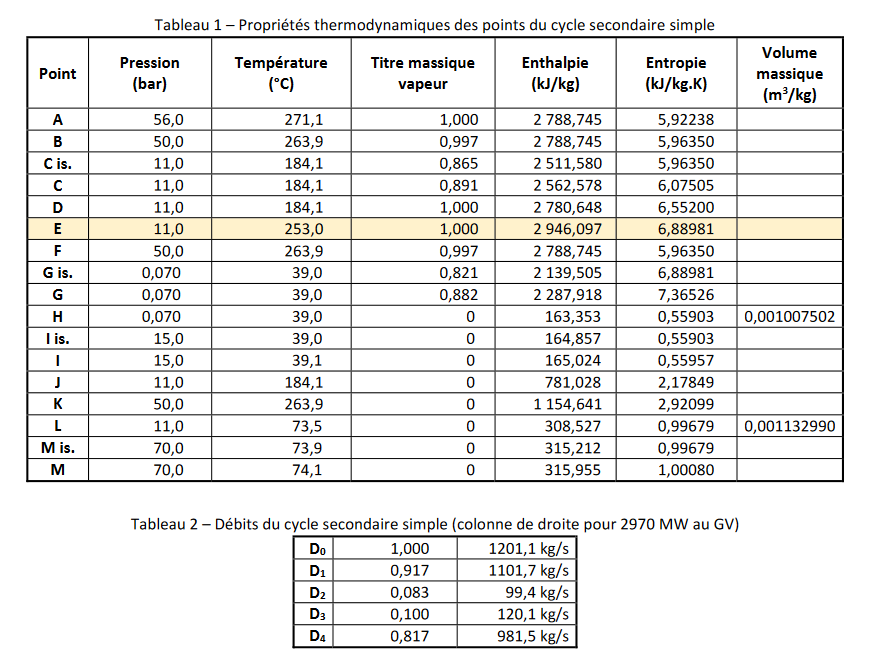 Tableau 1 – Propriétés thermodynamiques des points du cycle secondaire simple
Point Pression (bar) Température (°C) Titre massique vapeur Enthalpie (kJ/kg) Entropie (kJ/kg.K) Volume massique (m³/kg)
A 56,0 271,1 1,000 2 788,745 5,92238
B 50,0 263,9 0,997 2 788,745 5,96350
C is. 11,0 184,1 0,865 2 511,580 5,96350
C 11,0 184,1 0,891 2 562,578 6,07505
D 11,0 184,1 1,000 2 780,648 6,55200
E 11,0 253,0 1,000 2 946,097 6,88981
F 50,0 263,9 0,997 2 788,745 5,96350
G is. 0,070 39,0 0,821 2 139,505 6,88981
G 0,070 39,0 0,882 2 287,918 7,36526
H 0,070 39,0 0 163,353 0,55903 0,001007502
I is. 15,0 39,0 0 164,857 0,55903
I 15,0 39,1 0 165,024 0,55957
J 11,0 184,1 0 781,028 2,17849
K 50,0 263,9 0 1 154,641 2,92099
L 11,0 73,5 0 308,527 0,99679 0,001132990
M is. 70,0 73,9 0 315,212 0,99679
M 70,0 74,1 0 315,955 1,00080
Tableau 2 – Débits du cycle secondaire simple (colonne de droite pour 2970 MW au GV)
D₀ 1,000 1201,1 kg/s
D₁ 0,917 1101,7 kg/s
D₂ 0,083 99,4 kg/s
D₃ 0,100 120,1 kg/s
D₄ 0,817 981,5 kg/s